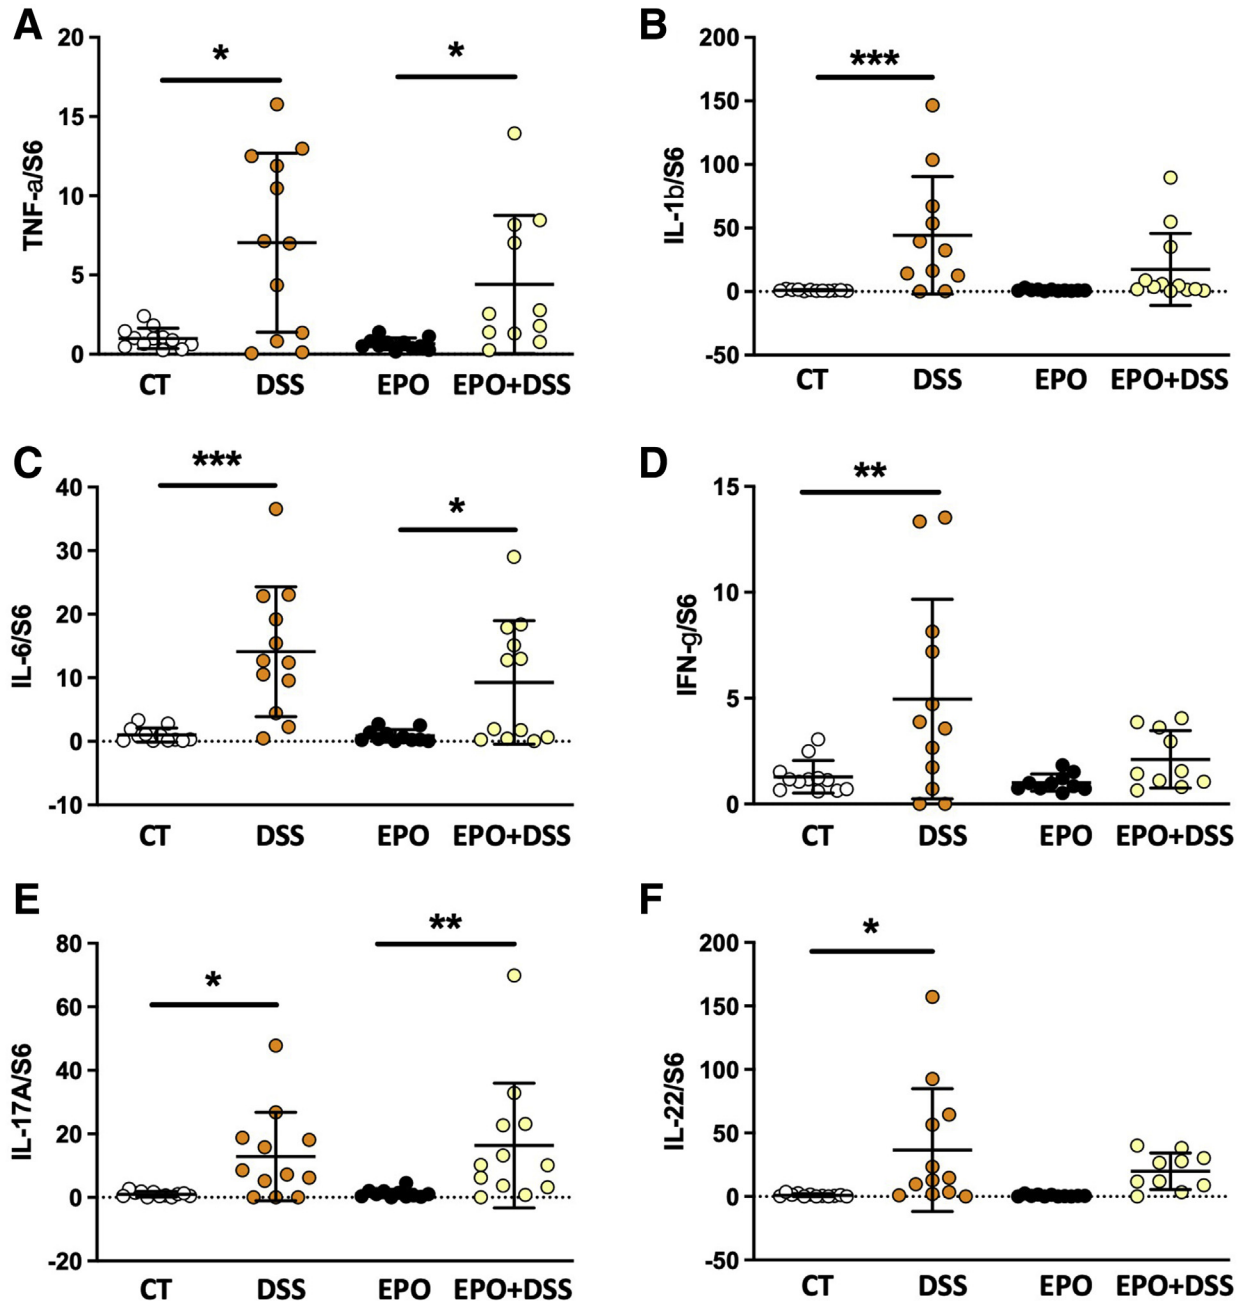 A
B
*
*
***
TNF-a/S6
20
15
10
5
0
CT
DSS
EPO
EPO+DSS
IL-1b/S6
200
150
100
50
0
-50
CT
DSS
EPO
EPO+DSS
C
D
***
*
**
IL-6/S6
40
30
20
10
0
-10
CT
DSS
EPO
EPO+DSS
IFN-g/S6
15
10
5
0
CT
DSS
EPO
EPO+DSS
E
F
*
**
*
IL-17A/S6
80
60
40
20
0
-20
CT
DSS
EPO
EPO+DSS
IL-22/S6
200
150
100
50
0
-50
CT
DSS
EPO
EPO+DSS